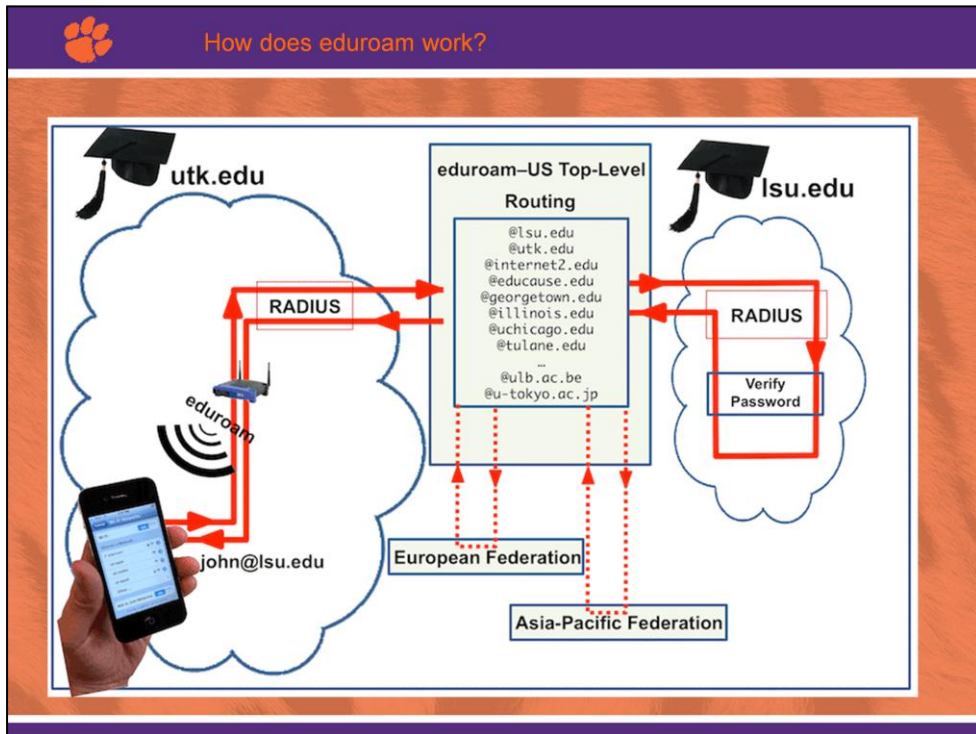 How does eduroam work?
utk.edu
eduroam–US Top-Level
Routing
@lsu.edu
@utk.edu
@internet2.edu
@educause.edu
@georgetown.edu
@illinois.edu
@uchicago.edu
@tulane.edu
…
@ulb.ac.be
@u-tokyo.ac.jp
lsu.edu
RADIUS
RADIUS
Verify
Password
eduroam
john@lsu.edu
European Federation
Asia-Pacific Federation